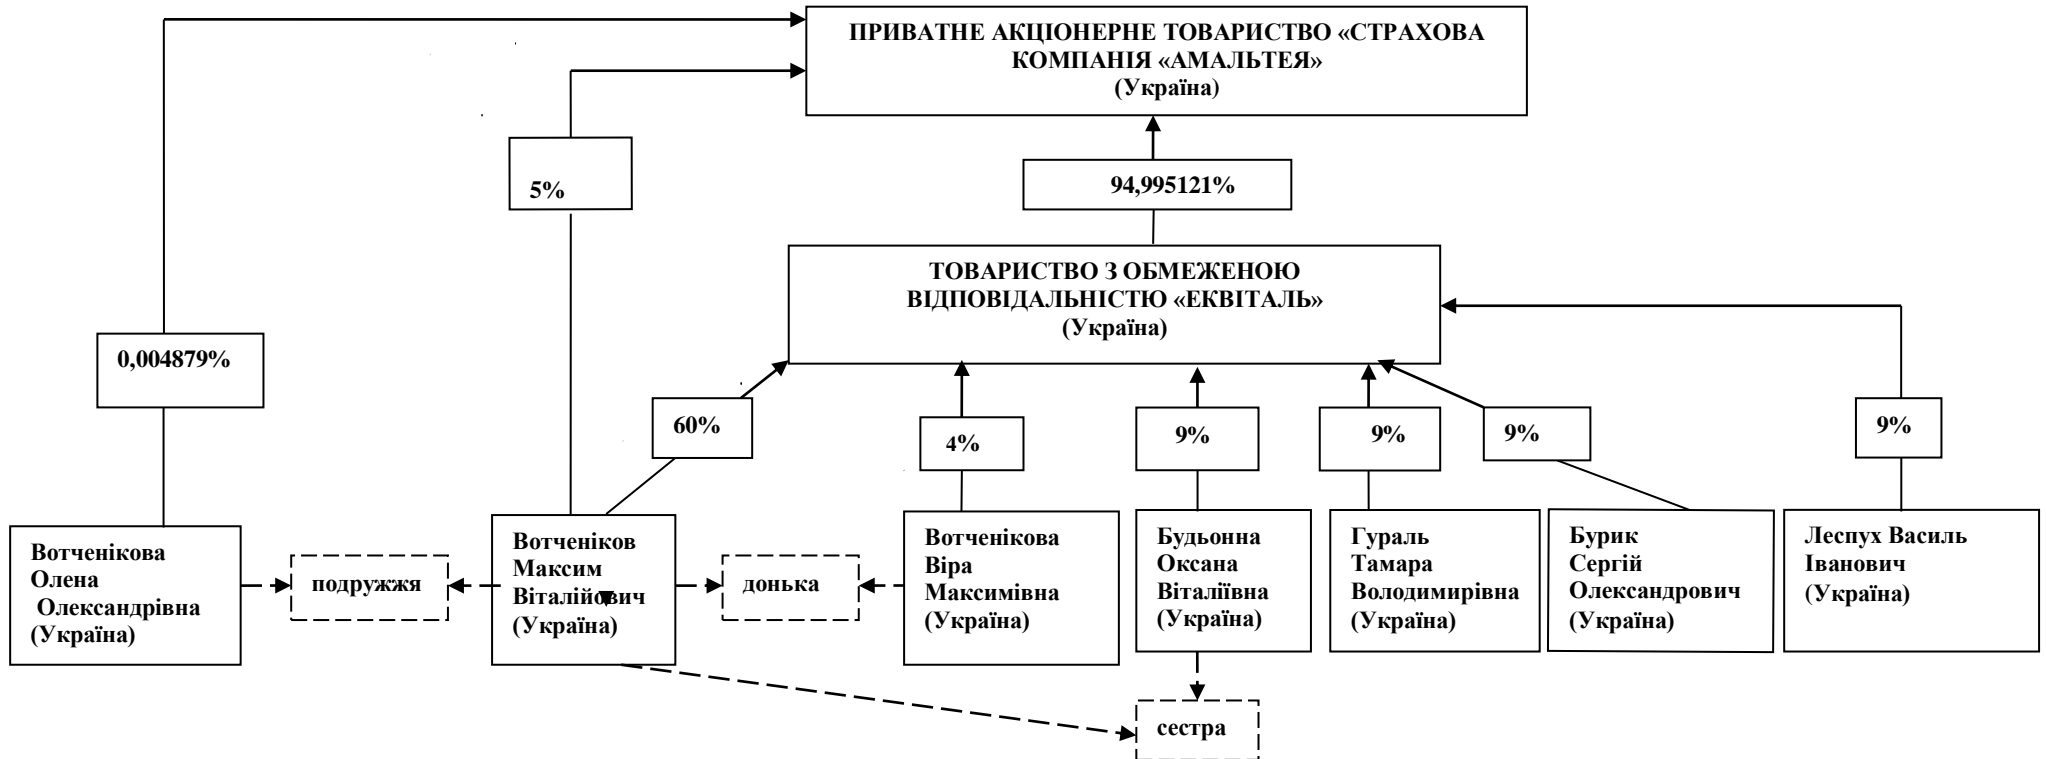 ПРИВАТНЕ АКЦІОНЕРНЕ ТОВАРИСТВО «СТРАХОВА
КОМПАНІЯ «АМАЛЬТЕЯ»
(Україна)
5%
94,995121%
ТОВАРИСТВО З ОБМЕЖЕНОЮ
ВІДПОВІДАЛЬНІСТЮ «ЕКВІТАЛЬ»
(Україна)
0,004879%
60%
4%
9%
9%
9%
9%
Вотченікова
Олена
Олександрівна
(Україна)
подружжя
Вотченіков
Максим
Віталійович
(Україна)
донька
Вотченікова
Віра
Максимівна
(Україна)
Будьонна
Оксана
Віталіївна
(Україна)
Гураль
Тамара
Володимирівна
(Україна)
Бурик
Сергій
Олександрович
(Україна)
Леспух Василь
Іванович
(Україна)
сестра